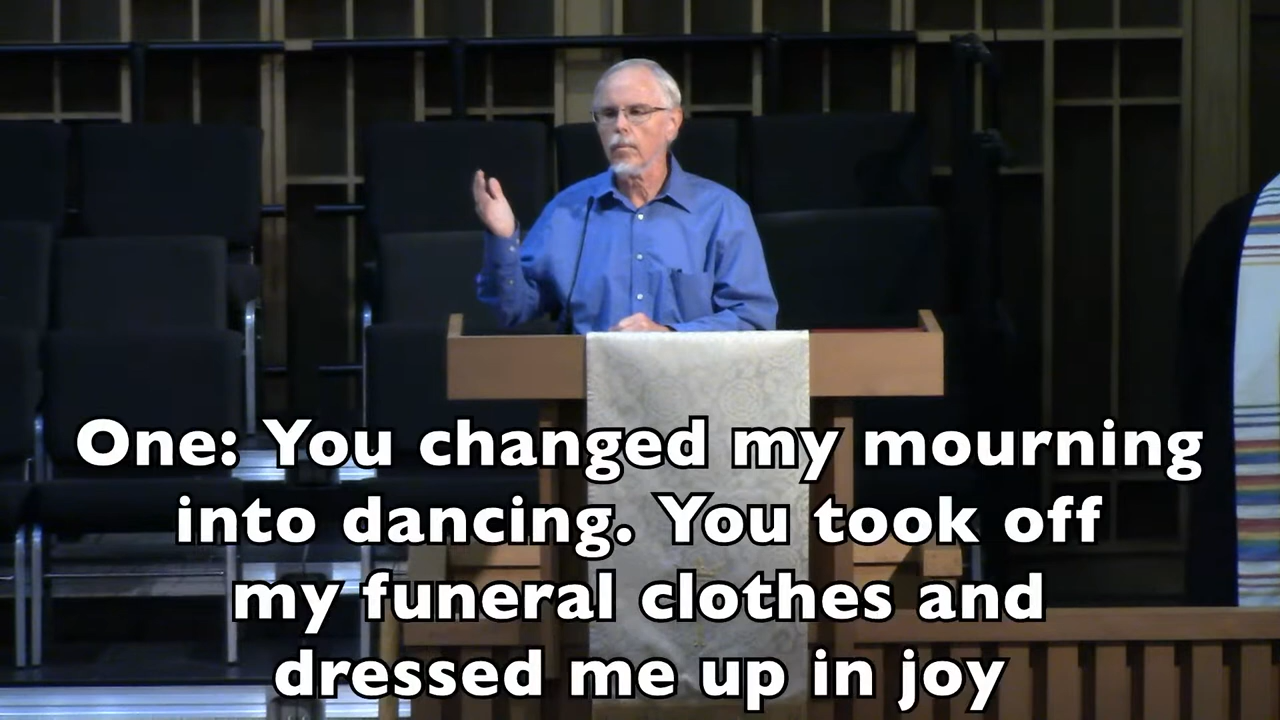 One: You changed my mourning
into dancing. You took off
my funeral clothes and
dressed me up in joy